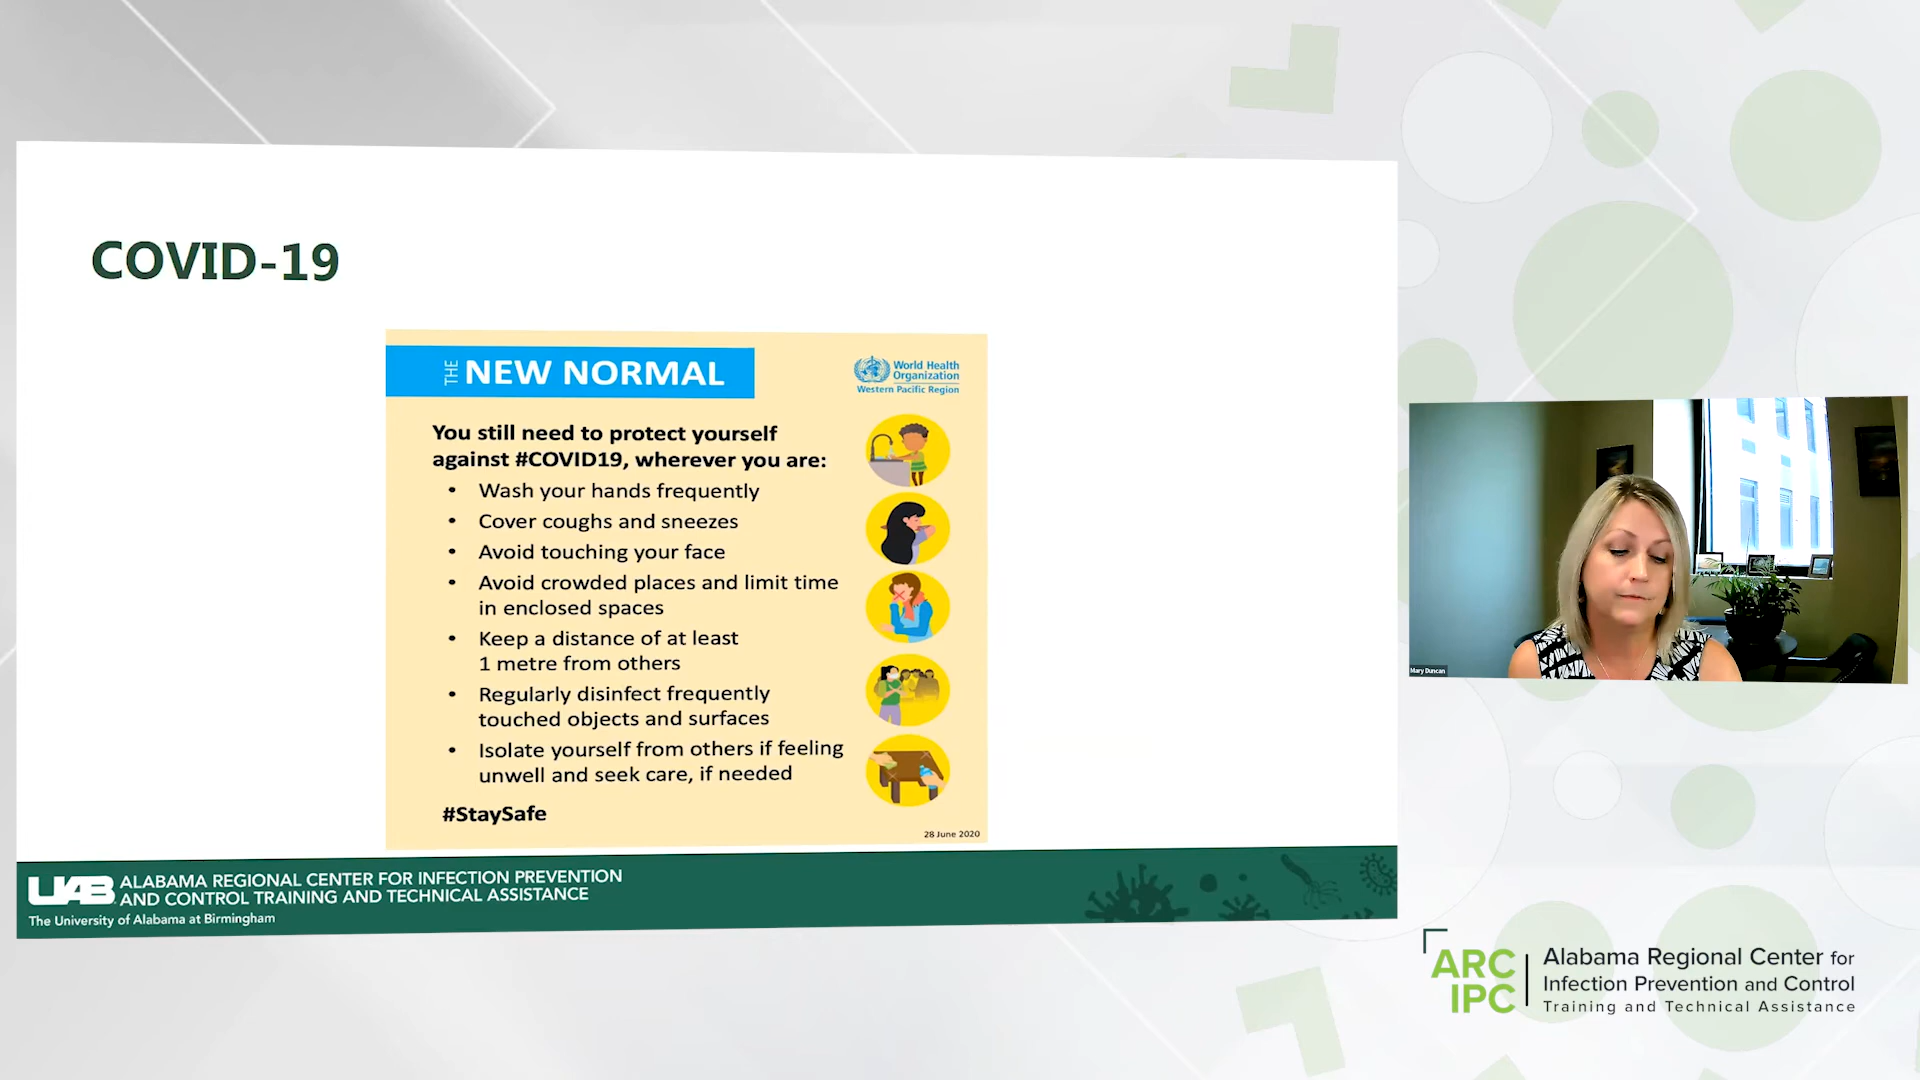 COVID-19
THE NEW NORMAL
World Health
Organization
Western Pacific Region
You still need to protect yourself
against #COVID19, wherever you are:
• Wash your hands frequently
• Cover coughs and sneezes
• Avoid touching your face
• Avoid crowded places and limit time
in enclosed spaces
• Keep a distance of at least
1 metre from others
• Regularly disinfect frequently
touched objects and surfaces
• Isolate yourself from others if feeling
unwell and seek care, if needed
#StaySafe
28 June 2020
UAB ALABAMA REGIONAL CENTER FOR INFECTION PREVENTION
AND CONTROL TRAINING AND TECHNICAL ASSISTANCE
The University of Alabama at Birmingham
Mary Duncan
ARC
IPC
Alabama Regional Center for
Infection Prevention and Control
Training and Technical Assistance